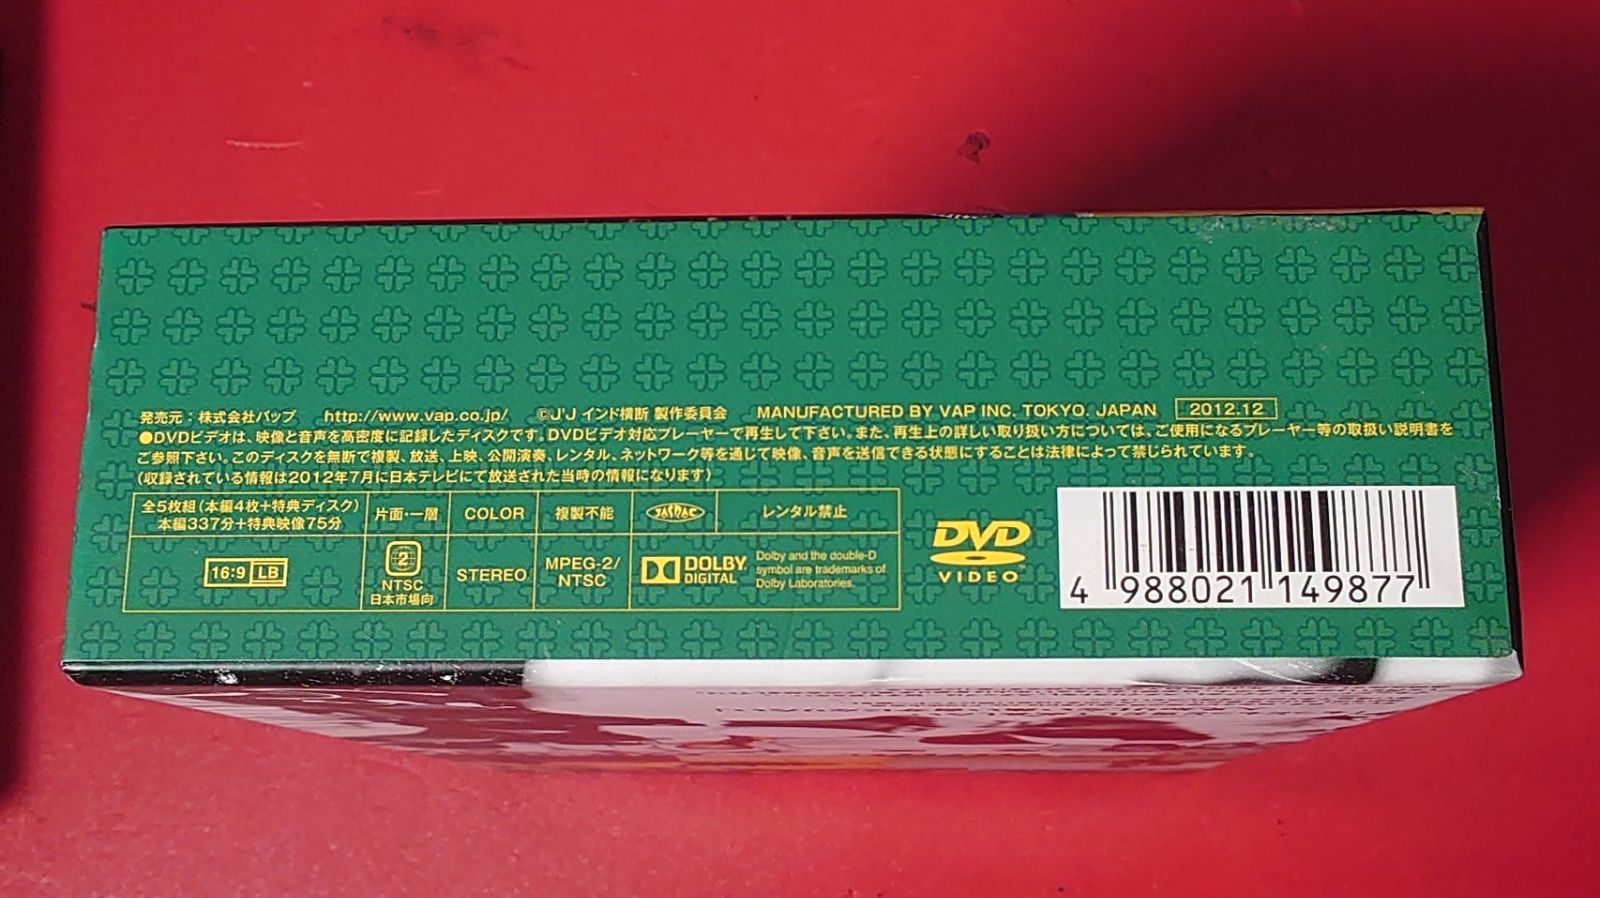 発売元：株式会社バップ　http://www.vap.co.jp/　©J'J インド横断 製作委員会　MANUFACTURED BY VAP INC. TOKYO. JAPAN　2012.12
●DVDビデオは、映像と音声を高密度に記録したディスクです。DVDビデオ対応プレーヤーで再生して下さい。また、再生上の詳しい取り扱い方については、ご使用になるプレーヤー等の取扱い説明書を
ご参照下さい。このディスクを無断で複製、放送、上映、公開演奏、レンタル、ネットワーク等を通じて映像、音声を送信できる状態にすることは法律によって禁じられています。
(収録されている情報は2012年7月に日本テレビにて放送された当時の情報になります)
全5枚組(本編4枚+特典ディスク)
本編337分+特典映像75分
片面・一層
COLOR
複製不能
JASRAC
レンタル禁止
16:9 LB
2
NTSC
日本市場向
STEREO
MPEG-2/
NTSC
DOLBY
DIGITAL
Dolby and the double-D
symbol are trademarks of
Dolby Laboratories.
DVD
VIDEO
4 988021 149877